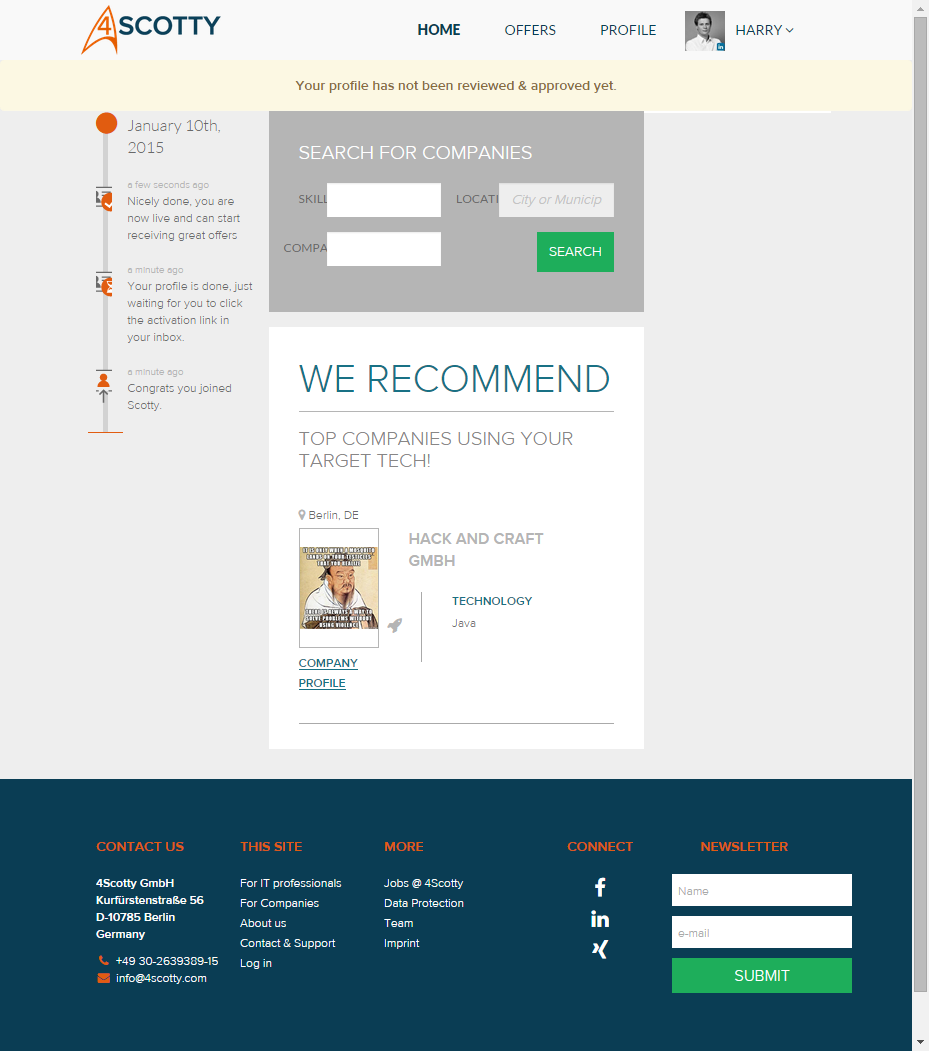 4SCOTTY
HOME
OFFERS
PROFILE
in
HARRY
Your profile has not been reviewed & approved yet.
January 10th,
2015
a few seconds ago
Nicely done, you are
now live and can start
receiving great offers
a minute ago
Your profile is done, just
waiting for you to click
the activation link in
your inbox.
a minute ago
Congrats you joined
Scotty.
SEARCH FOR COMPANIES
SKILL
LOCATI
City or Municip
COMPA
SEARCH
WE RECOMMEND
TOP COMPANIES USING YOUR
TARGET TECH!
Berlin, DE
IT IS ONLY WHEN A MOSQUITO
LANDS ON YOUR TESTICLES
THAT YOU REALIZE
THERE IS ALWAYS A WAY TO
SOLVE PROBLEMS WITHOUT
USING VIOLENCE
HACK AND CRAFT
GMBH
TECHNOLOGY
Java
COMPANY
PROFILE
CONTACT US
4Scotty GmbH
Kurfürstenstraße 56
D-10785 Berlin
Germany
+49 30-2639389-15
info@4scotty.com
THIS SITE
For IT professionals
For Companies
About us
Contact & Support
Log in
MORE
Jobs @ 4Scotty
Data Protection
Team
Imprint
CONNECT
f
in
NEWSLETTER
Name
e-mail
SUBMIT